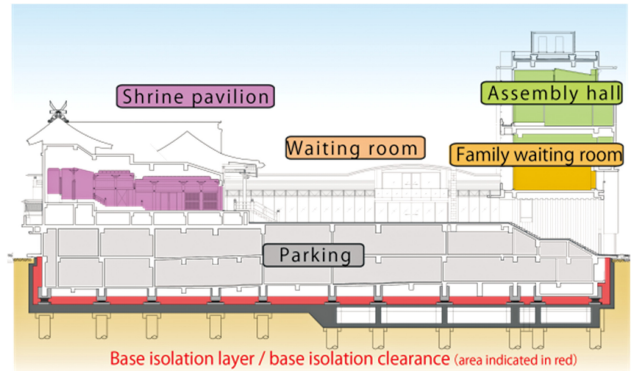 Shrine pavilion
Assembly hall
Waiting room
Family waiting room
Parking
Base isolation layer / base isolation clearance (area indicated in red)